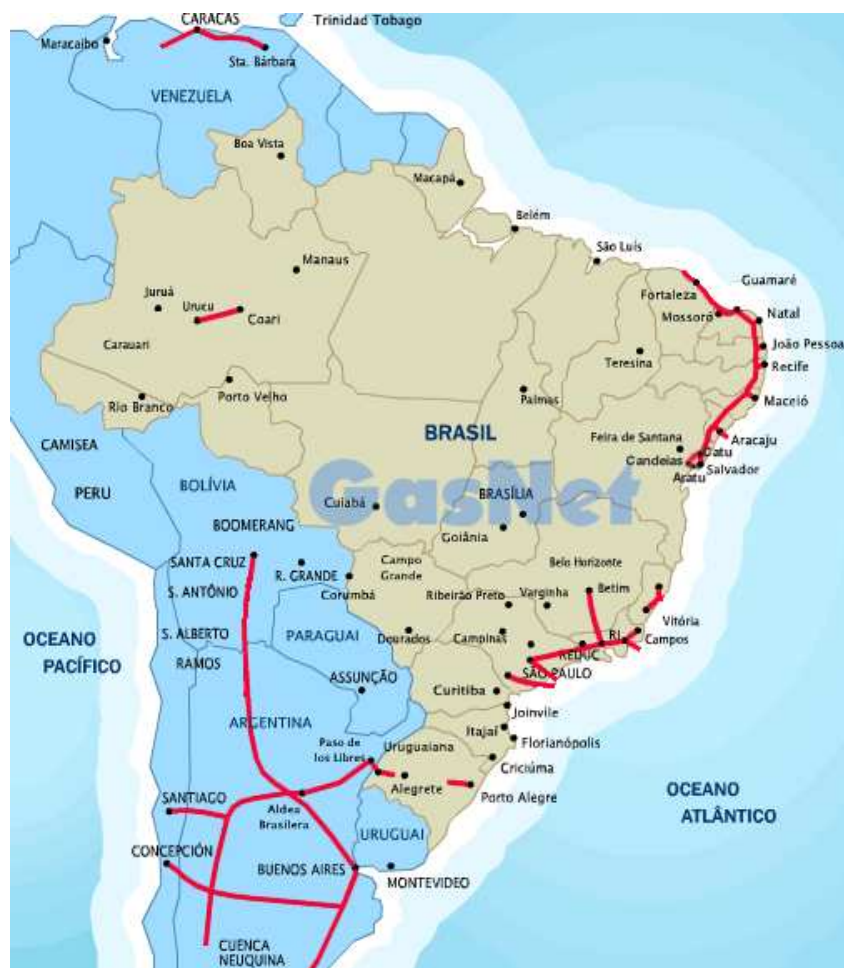 CARACAS
Trinidad Tobago
Maracaibo
Sta. Bárbara
VENEZUELA
Boa Vista
Macapá
Belém
São Luís
Manaus
Guamaré
Juruá
Fortaleza
Urucu
Mossoró
Natal
Coari
Carauari
João Pessoa
Teresina
Recife
Porto Velho
Palmas
Rio Branco
Maceió
BRASIL
Feira de Santana
Aracaju
CAMISEA
Catu
Candeias
Salvador
Aratu
PERU
BOLÍVIA
GasNet
BRASÍLIA
Cuiabá
BOOMERANG
Goiânia
SANTA CRUZ
Campo
Grande
Belo Horizonte
R. GRANDE
S. ANTÔNIO
Corumbá
Ribeirão Preto
Varginha
Betim
Vitória
OCEANO
PACÍFICO
S. ALBERTO
PARAGUAI
Dourados
Campinas
RJ
Campos
REDUC
RAMOS
SÃO PAULO
ASSUNÇÃO
Curitiba
Joinvile
ARGENTINA
Itajaí
Paso de
los Libres
Uruguaiana
Florianópolis
Criciúma
Alegrete
OCEANO
ATLÂNTICO
SANTIAGO
Aldea
Brasilera
Porto Alegre
URUGUAI
CONCEPCIÓN
BUENOS AIRES
MONTEVIDEO
CUENCA
NEUQUINA